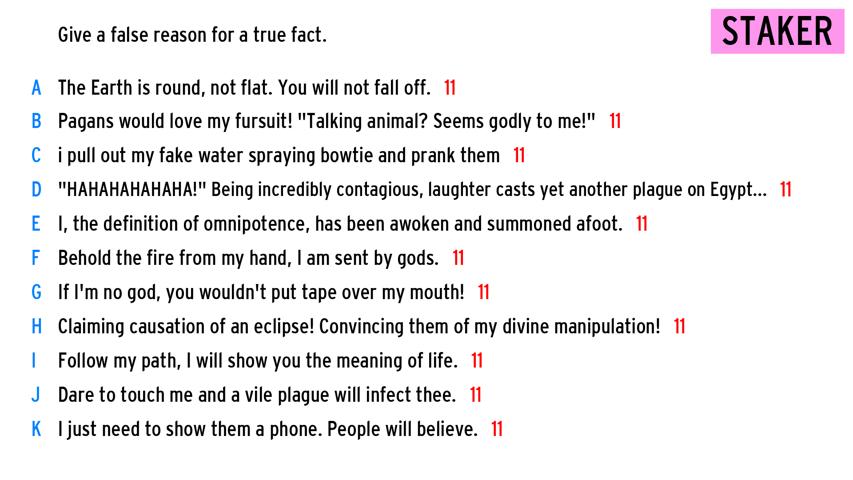 Give a false reason for a true fact.
STAKER
A The Earth is round, not flat. You will not fall off. 11
B Pagans would love my fursuit! "Talking animal? Seems godly to me!" 11
C i pull out my fake water spraying bowtie and prank them 11
D "HAHAHAHAHAHA!" Being incredibly contagious, laughter casts yet another plague on Egypt... 11
E I, the definition of omnipotence, has been awoken and summoned afoot. 11
F Behold the fire from my hand, I am sent by gods. 11
G If I'm no god, you wouldn't put tape over my mouth! 11
H Claiming causation of an eclipse! Convincing them of my divine manipulation! 11
I Follow my path, I will show you the meaning of life. 11
J Dare to touch me and a vile plague will infect thee. 11
K I just need to show them a phone. People will believe. 11